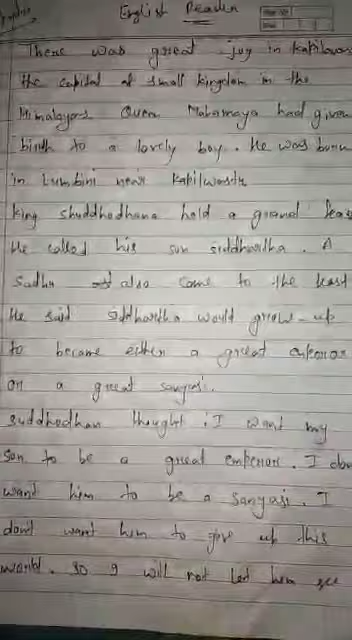 English Reader
There was great joy in Kapilavas
the capital of small kingdom in the
Himalayas Queen Mahamaya had given
birth to a lovely boy. He was born
in Lumbini near Kapilwastu
king shuddhodhana held a grand feas
He called his son siddhartha. A
sadhu also came to the feast
He said siddhartha would grow-up
to become either a great emperor
or a great sanyasi.
suddhodhan thought : I want my
son to be a great emperor. I don
want him to be a sanyasi. I
don't want him to give up this
world. so I will not let him see